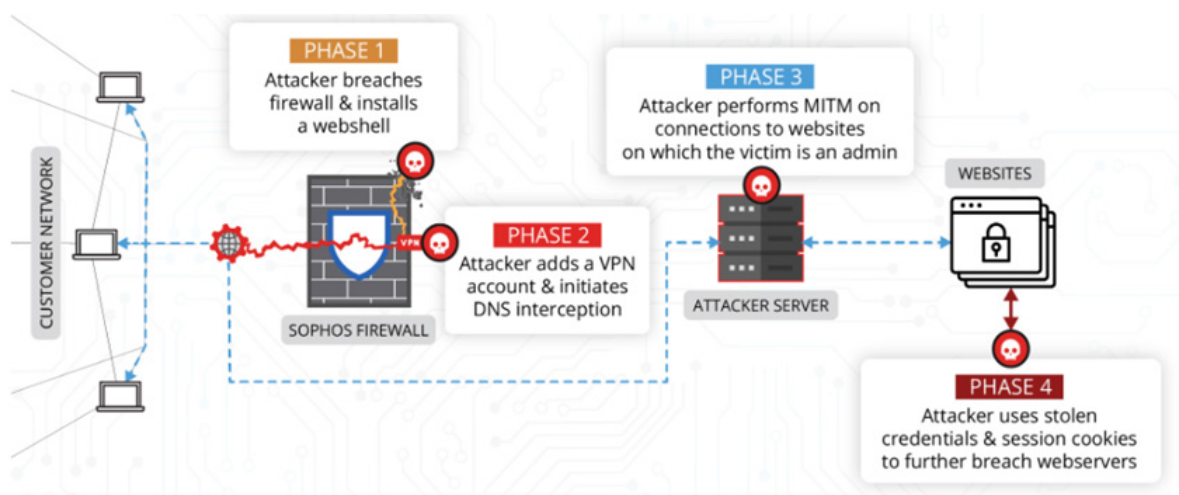 PHASE 1
Attacker breaches
firewall & installs
a webshell
PHASE 3
Attacker performs MITM on
connections to websites
on which the victim is an admin
CUSTOMER NETWORK
WEBSITES
VPN
PHASE 2
Attacker adds a VPN
account & initiates
DNS interception
SOPHOS FIREWALL
ATTACKER SERVER
PHASE 4
Attacker uses stolen
credentials & session cookies
to further breach webservers